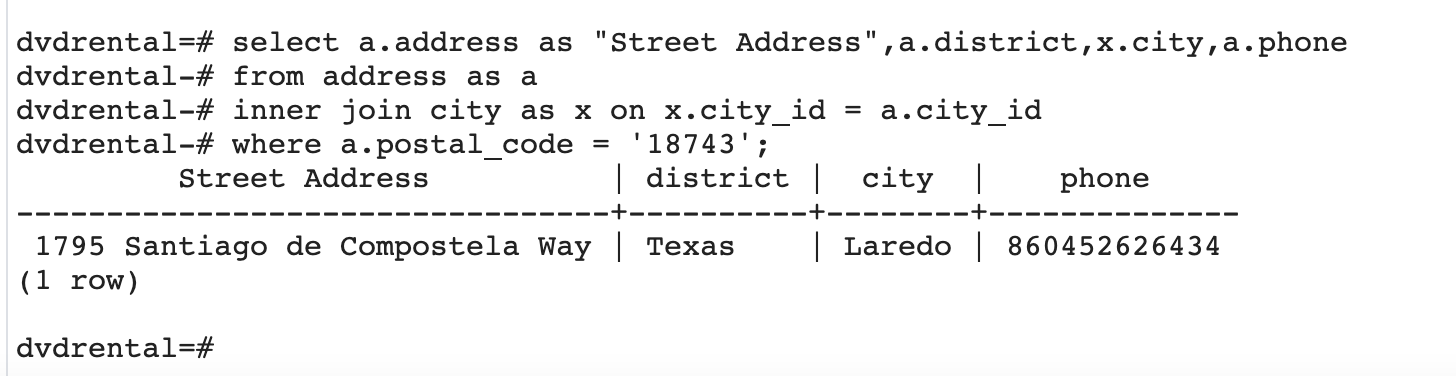 dvdrental=# select a.address as "Street Address",a.district,x.city,a.phone
dvdrental-# from address as a
dvdrental-# inner join city as x on x.city_id = a.city_id
dvdrental-# where a.postal_code = '18743';
         Street Address          | district |  city  |    phone
---------------------------------+----------+--------+--------------
 1795 Santiago de Compostela Way | Texas    | Laredo | 860452626434
(1 row)
dvdrental=#